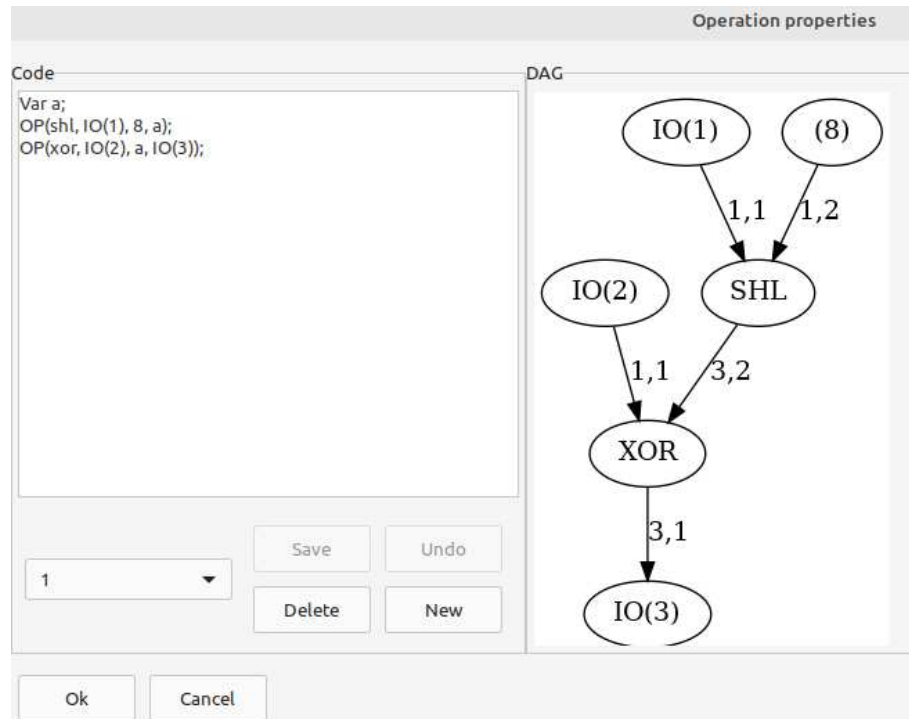 Operation properties
Code
Var a;
OP(shl, IO(1), 8, a);
OP(xor, IO(2), a, IO(3));
1
Save
Undo
Delete
New
DAG
IO(1)
(8)
1,1
1,2
IO(2)
SHL
1,1
3,2
XOR
3,1
IO(3)
Ok
Cancel